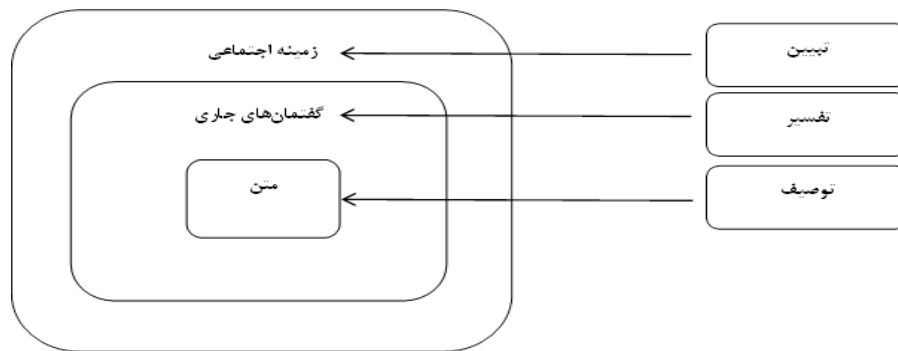 تبیین
زمینه اجتماعی
تفسیر
گفتمان‌های جاری
توصیف
متن